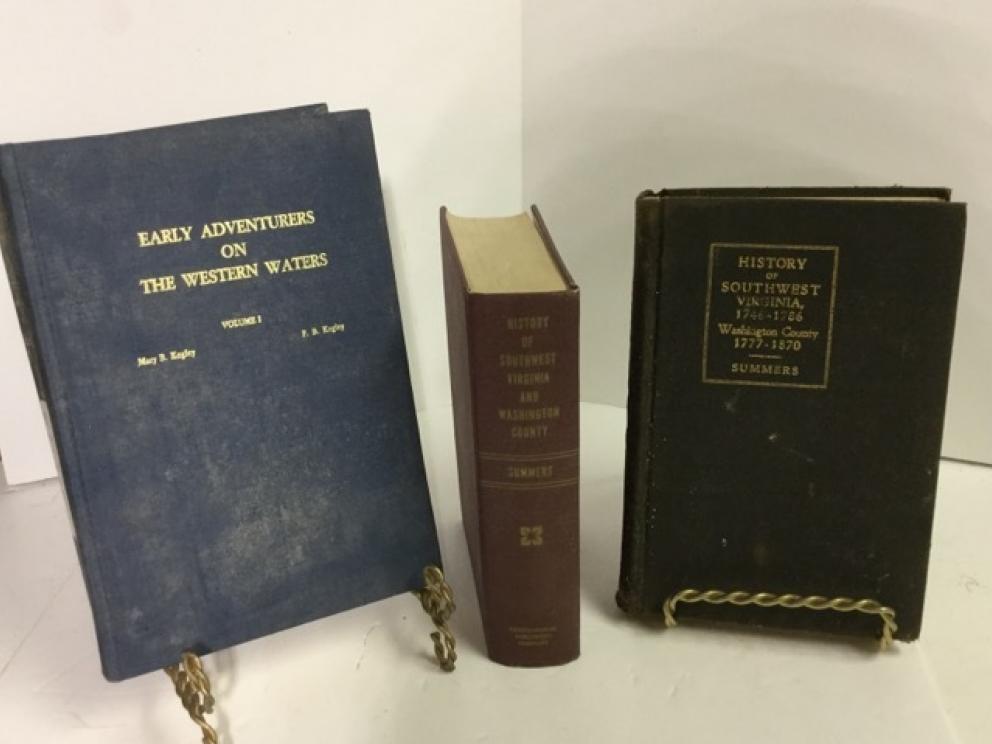 EARLY ADVENTURERS
ON
THE WESTERN WATERS
VOLUME I
Mary B. Kegley
F. B. Kegley
HISTORY
OF
SOUTHWEST
VIRGINIA
AND
WASHINGTON
COUNTY
SUMMERS
HISTORY
OF
SOUTHWEST
VIRGINIA,
1746-1786
Washington County
1777-1870
SUMMERS